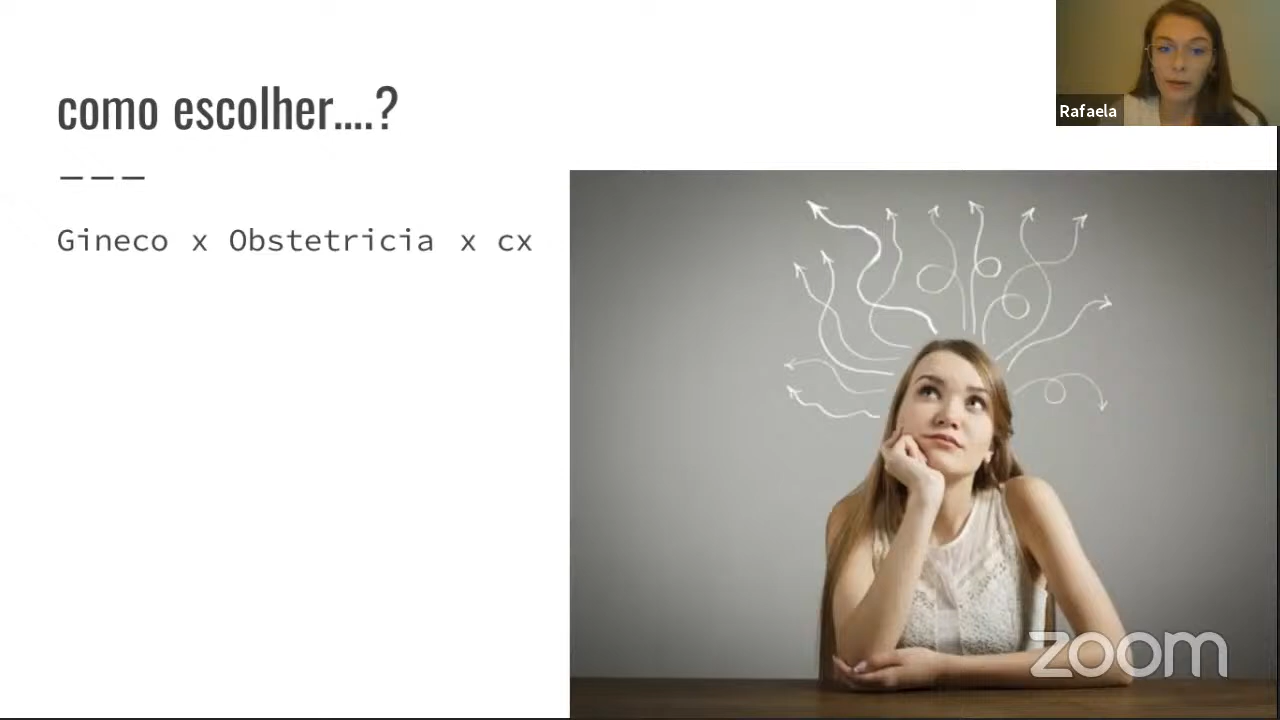 como escolher....?
Gineco x Obstetricia x cx
Rafaela
zoom